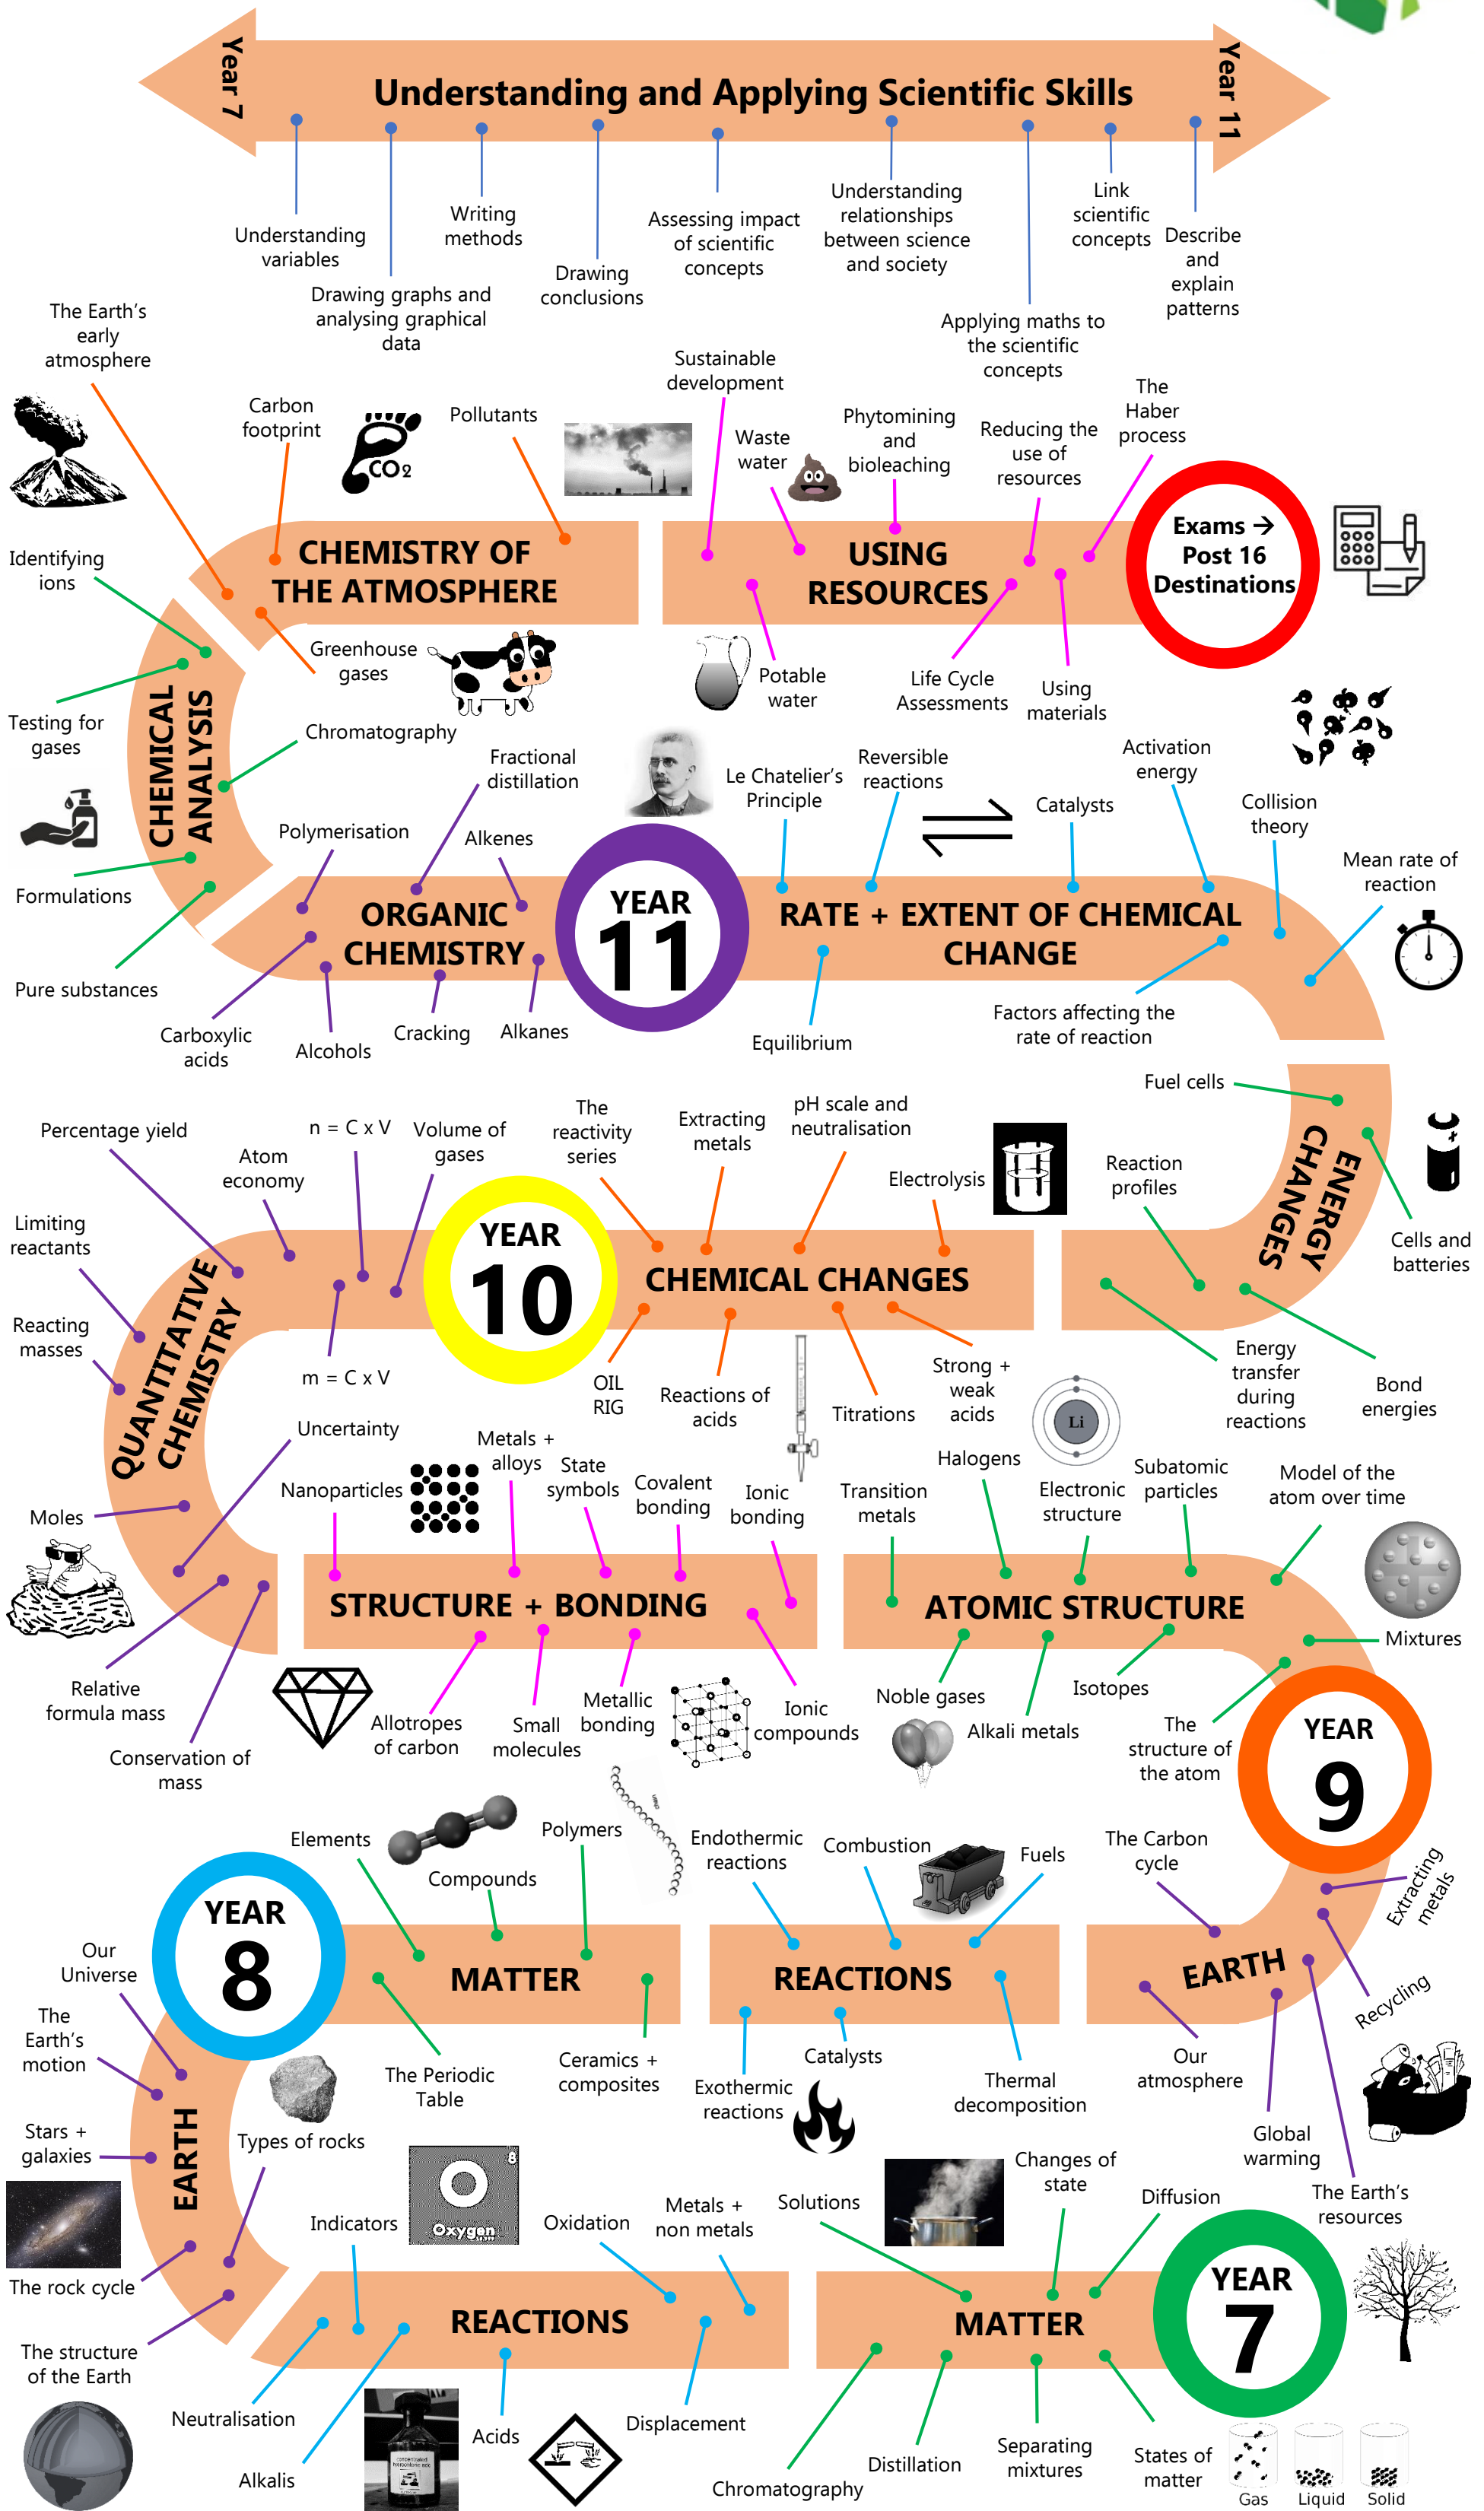 Year 7
Understanding and Applying Scientific Skills
Year 11
Understanding
variables
Drawing graphs and
analysing graphical
data
Writing
methods
Drawing
conclusions
Assessing impact
of scientific
concepts
Understanding
relationships
between science
and society
Applying maths to
the scientific
concepts
Link
scientific
concepts
Describe
and
explain
patterns
The Earth's
early
atmosphere
Carbon
footprint
CO2
Pollutants
Sustainable
development
Waste
water
Phytomining
and
bioleaching
Reducing the
use of
resources
The
Haber
process
CHEMISTRY OF
THE ATMOSPHERE
USING
RESOURCES
Exams →
Post 16
Destinations
Identifying
ions
Greenhouse
gases
Potable
water
Life Cycle
Assessments
Using
materials
Testing for
gases
CHEMICAL
ANALYSIS
Chromatography
Formulations
Pure substances
Fractional
distillation
Polymerisation
Alkenes
Le Chatelier's
Principle
Reversible
reactions
Catalysts
Activation
energy
Collision
theory
Mean rate of
reaction
ORGANIC
CHEMISTRY
YEAR
11
RATE + EXTENT OF CHEMICAL
CHANGE
Carboxylic
acids
Alcohols
Cracking
Alkanes
Equilibrium
Factors affecting the
rate of reaction
Fuel cells
ENERGY
CHANGES
Cells and
batteries
Reaction
profiles
Energy
transfer
during
reactions
Bond
energies
Percentage yield
Atom
economy
n = C x V
Volume of
gases
The
reactivity
series
Extracting
metals
pH scale and
neutralisation
Electrolysis
Limiting
reactants
Reacting
masses
QUANTITATIVE
CHEMISTRY
YEAR
10
CHEMICAL CHANGES
m = C x V
OIL
RIG
Reactions of
acids
Titrations
Strong +
weak
acids
Li
Uncertainty
Moles
Relative
formula mass
Conservation of
mass
Nanoparticles
Metals +
alloys
State
symbols
Covalent
bonding
Ionic
bonding
Transition
metals
Halogens
Electronic
structure
Subatomic
particles
Model of the
atom over time
STRUCTURE + BONDING
ATOMIC STRUCTURE
Mixtures
Allotropes
of carbon
Small
molecules
Metallic
bonding
Ionic
compounds
Noble gases
Alkali metals
Isotopes
The
structure of
the atom
YEAR
9
Elements
Compounds
Polymers
Endothermic
reactions
Combustion
Fuels
The Carbon
cycle
Extracting
metals
YEAR
8
MATTER
REACTIONS
EARTH
Recycling
The Periodic
Table
Ceramics +
composites
Exothermic
reactions
Catalysts
Thermal
decomposition
Our
atmosphere
Global
warming
The Earth's
resources
Our
Universe
The
Earth's
motion
Stars +
galaxies
EARTH
Types of rocks
The rock cycle
The structure
of the Earth
Indicators
8
Oxygen
Oxidation
Metals +
non metals
Solutions
Changes of
state
Diffusion
REACTIONS
MATTER
YEAR
7
Neutralisation
Alkalis
Acids
Displacement
Chromatography
Distillation
Separating
mixtures
States of
matter
Gas
Liquid
Solid